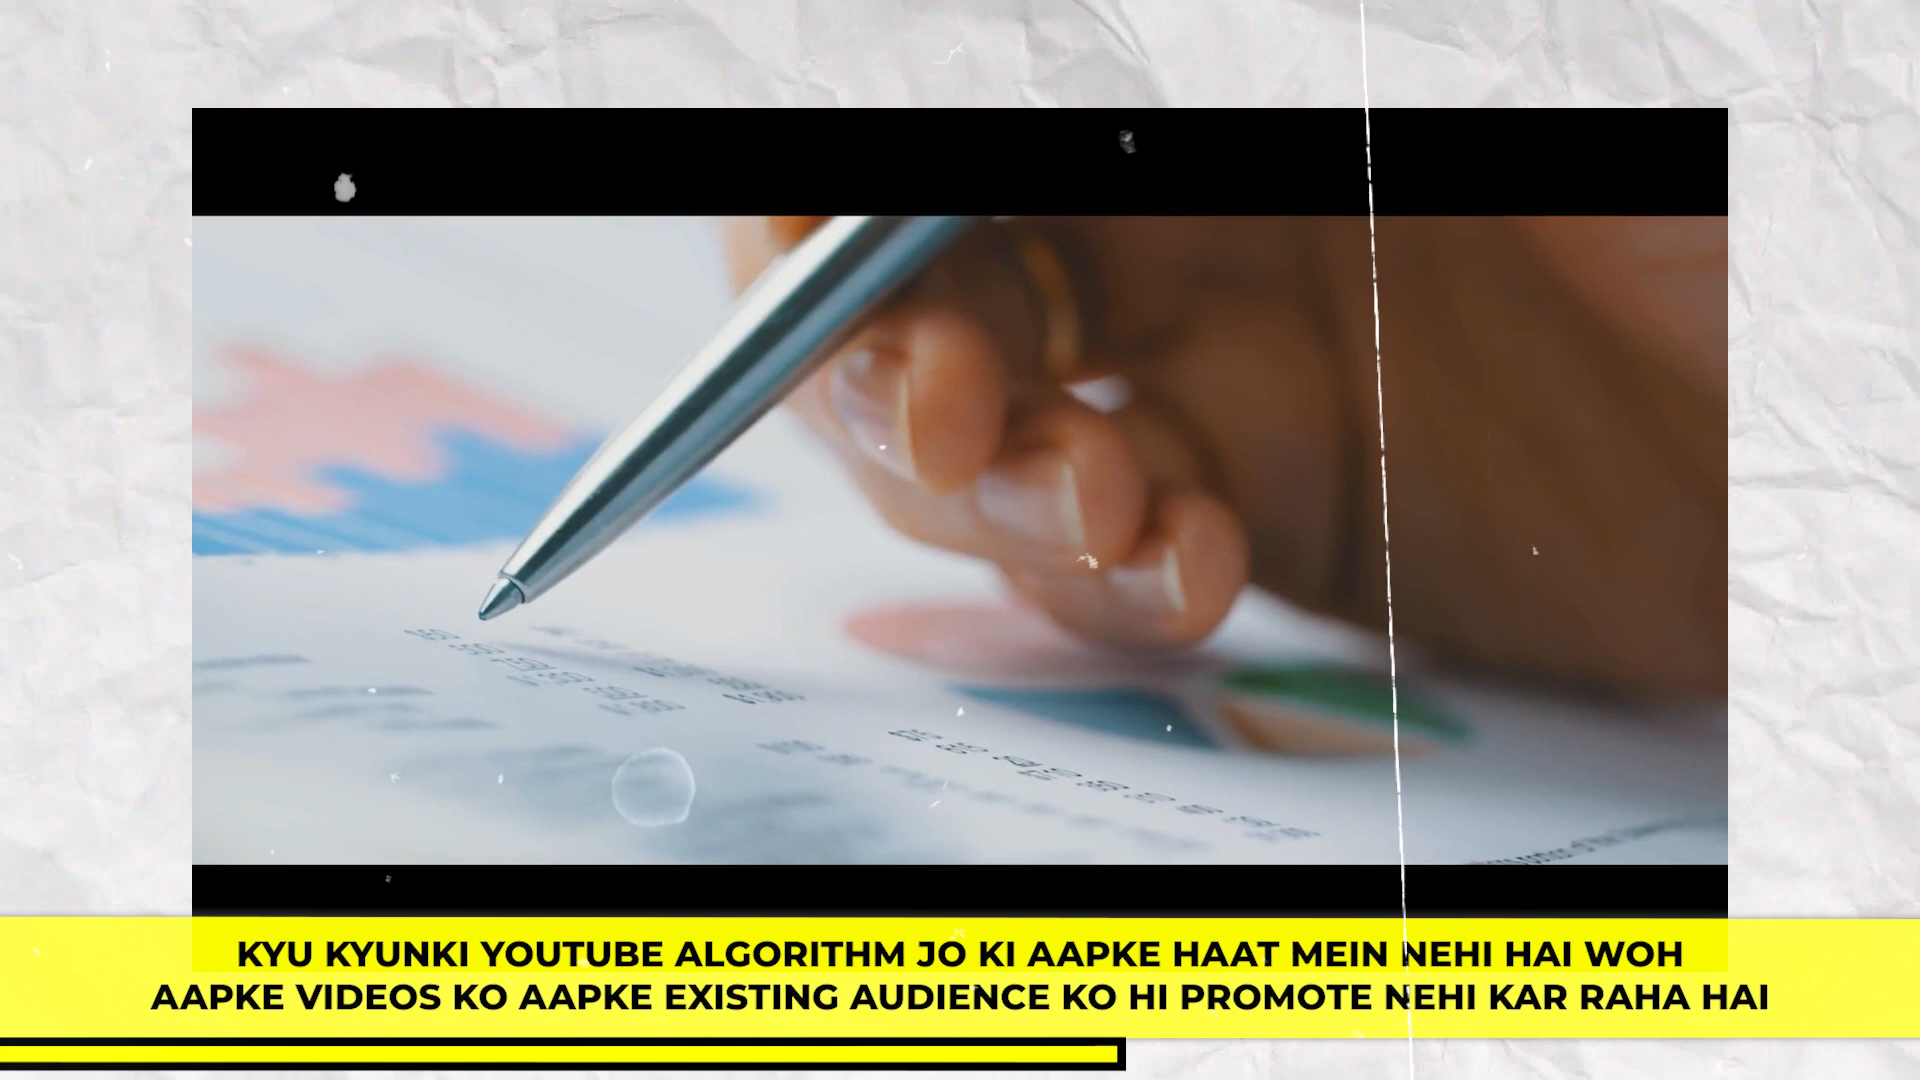 KYU KYUNKI YOUTUBE ALGORITHM JO KI AAPKE HAAT MEIN NEHI HAI WOH
AAPKE VIDEOS KO AAPKE EXISTING AUDIENCE KO HI PROMOTE NEHI KAR RAHA HAI